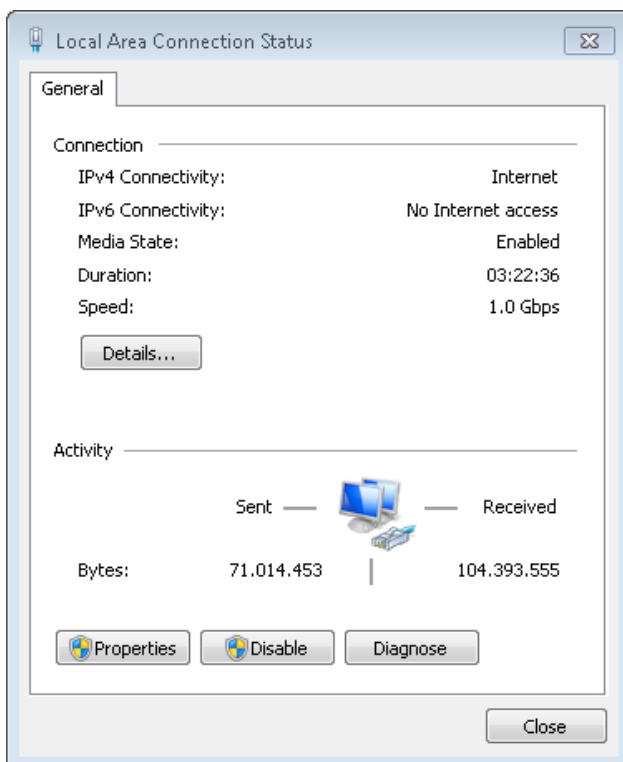 Local Area Connection Status
General
Connection
IPv4 Connectivity: Internet
IPv6 Connectivity: No Internet access
Media State: Enabled
Duration: 03:22:36
Speed: 1.0 Gbps
Details...
Activity
Sent Received
Bytes: 71.014.453 104.393.555
Properties Disable Diagnose
Close